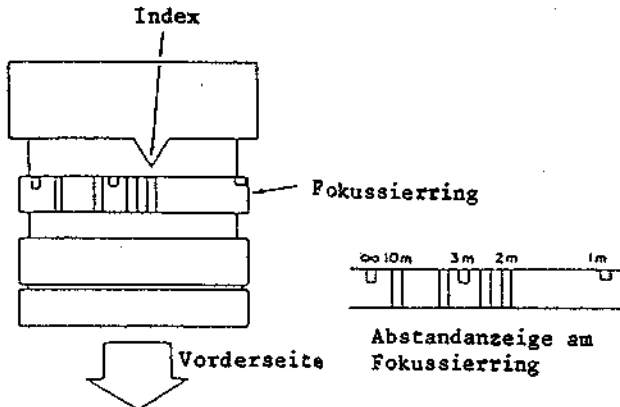 Index
Fokussierring
∞ 10m 3m 2m 1m
Abstandanzeige am
Fokussierring
Vorderseite